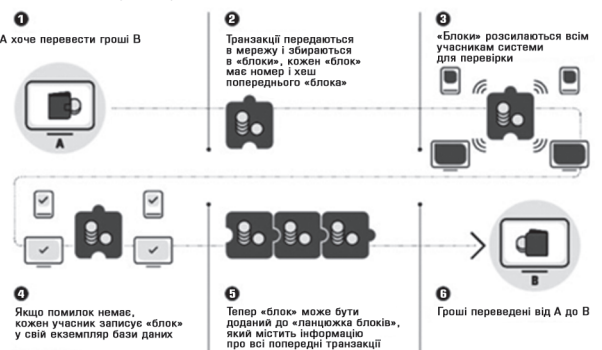 1
А хоче перевести гроші В
А
2
Транзакції передаються
в мережу і збираються
в «блоки», кожен «блок»
має номер і хеш
попереднього «блока»
3
«Блоки» розсилаються всім
учасникам системи
для перевірки
4
Якщо помилок немає,
кожен учасник записує «блок»
у свій екземпляр бази даних
5
Тепер «блок» може бути
доданий до «ланцюжка блоків»,
який містить інформацію
про всі попередні транзакції
В
6
Гроші переведені від А до В